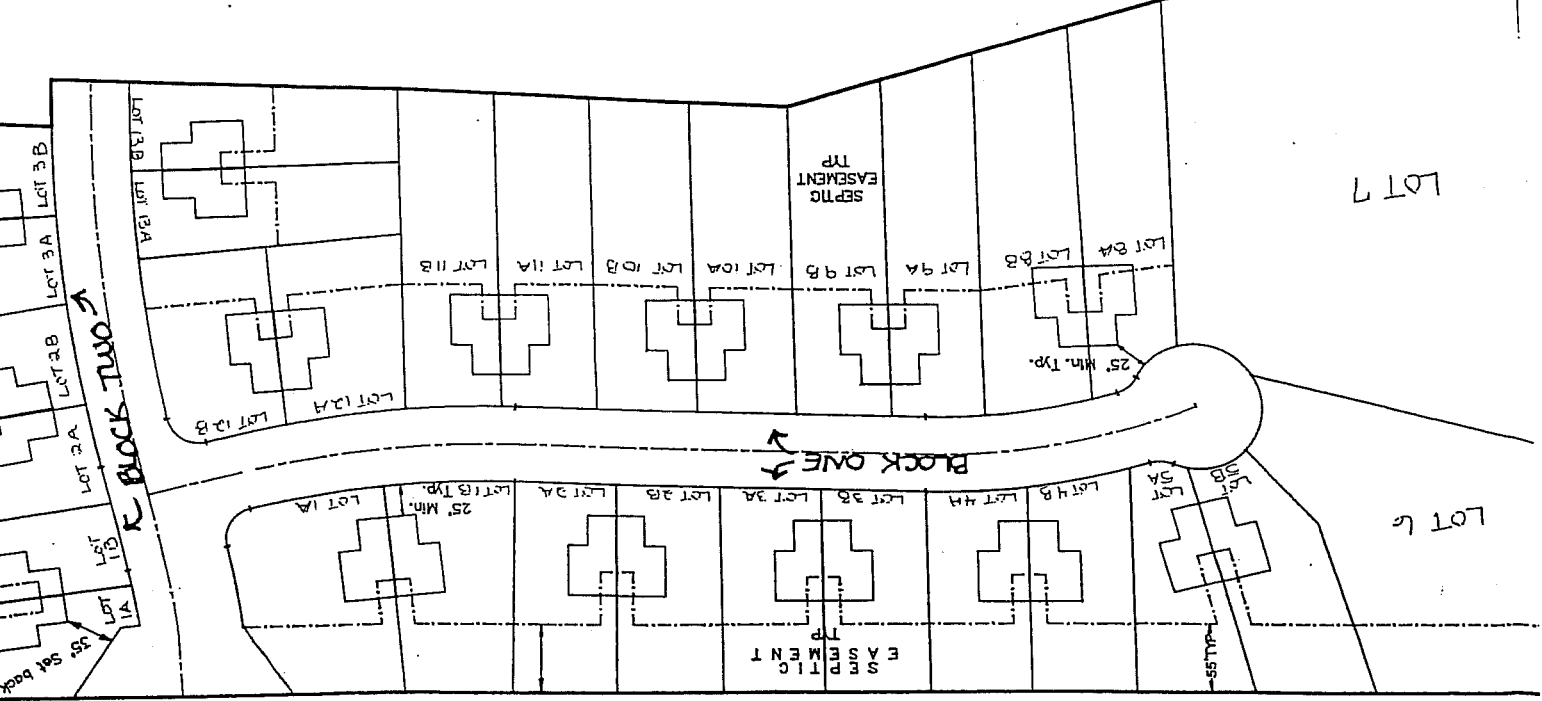 LOT 7
LOT 6
LOT 8A
LOT 8B
LOT 9A
LOT 9B
LOT 10A
LOT 10B
LOT 11A
LOT 11B
LOT 12A
LOT 12B
LOT 13A
LOT 13B
SEPTIC
EASEMENT
TYP
25' Min. Typ.
BLOCK ONE
BLOCK TWO
LOT 3B
LOT 3A
LOT 2B
LOT 2A
LOT
1B
LOT
1A
35' Set back
LOT 1A
LOT 1B
25' Min.
Typ.
LOT 2A
LOT 2B
LOT 3A
LOT 3B
LOT 4A
LOT 4B
LOT
5A
LOT
5B
SEPTIC
EASEMENT
TYP
55'TYP